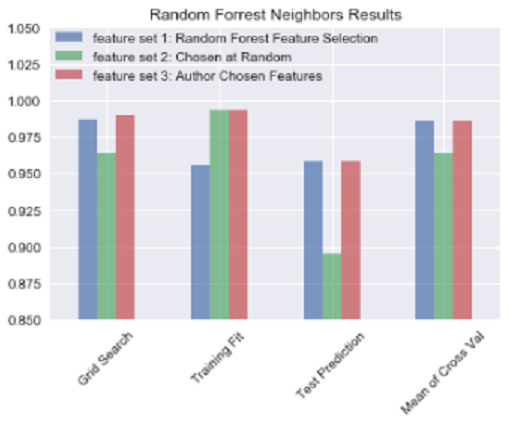 Random Forrest Neighbors Results
1.050
1.025
1.000
0.975
0.950
0.925
0.900
0.875
0.850
feature set 1: Random Forest Feature Selection
feature set 2: Chosen at Random
feature set 3: Author Chosen Features
Grid Search
Training Fit
Test Prediction
Mean of Cross Val